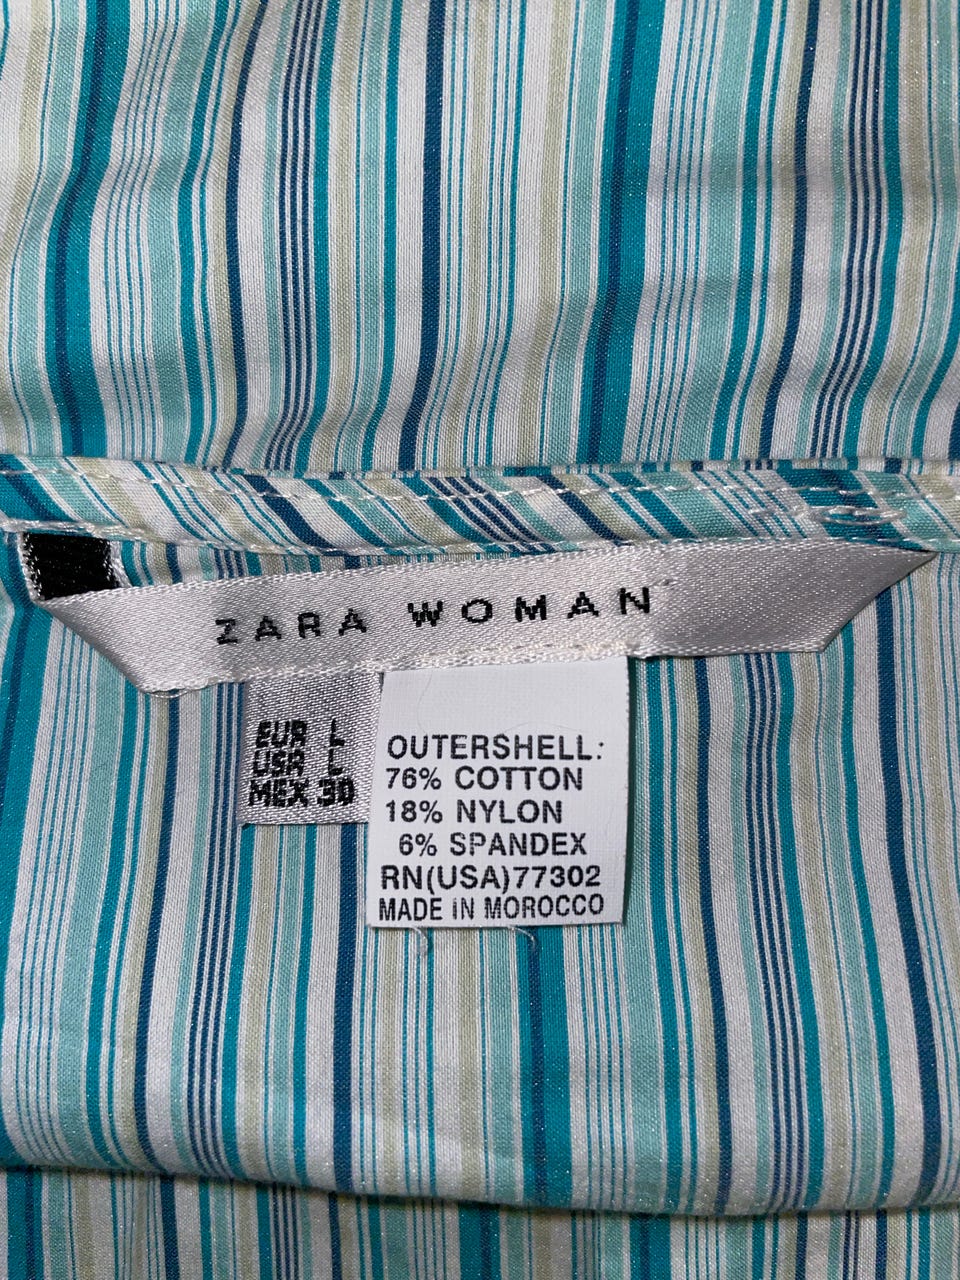 ZARA WOMAN
EUR L
USA L
MEX 30
OUTERSHELL:
76% COTTON
18% NYLON
6% SPANDEX
RN(USA)77302
MADE IN MOROCCO